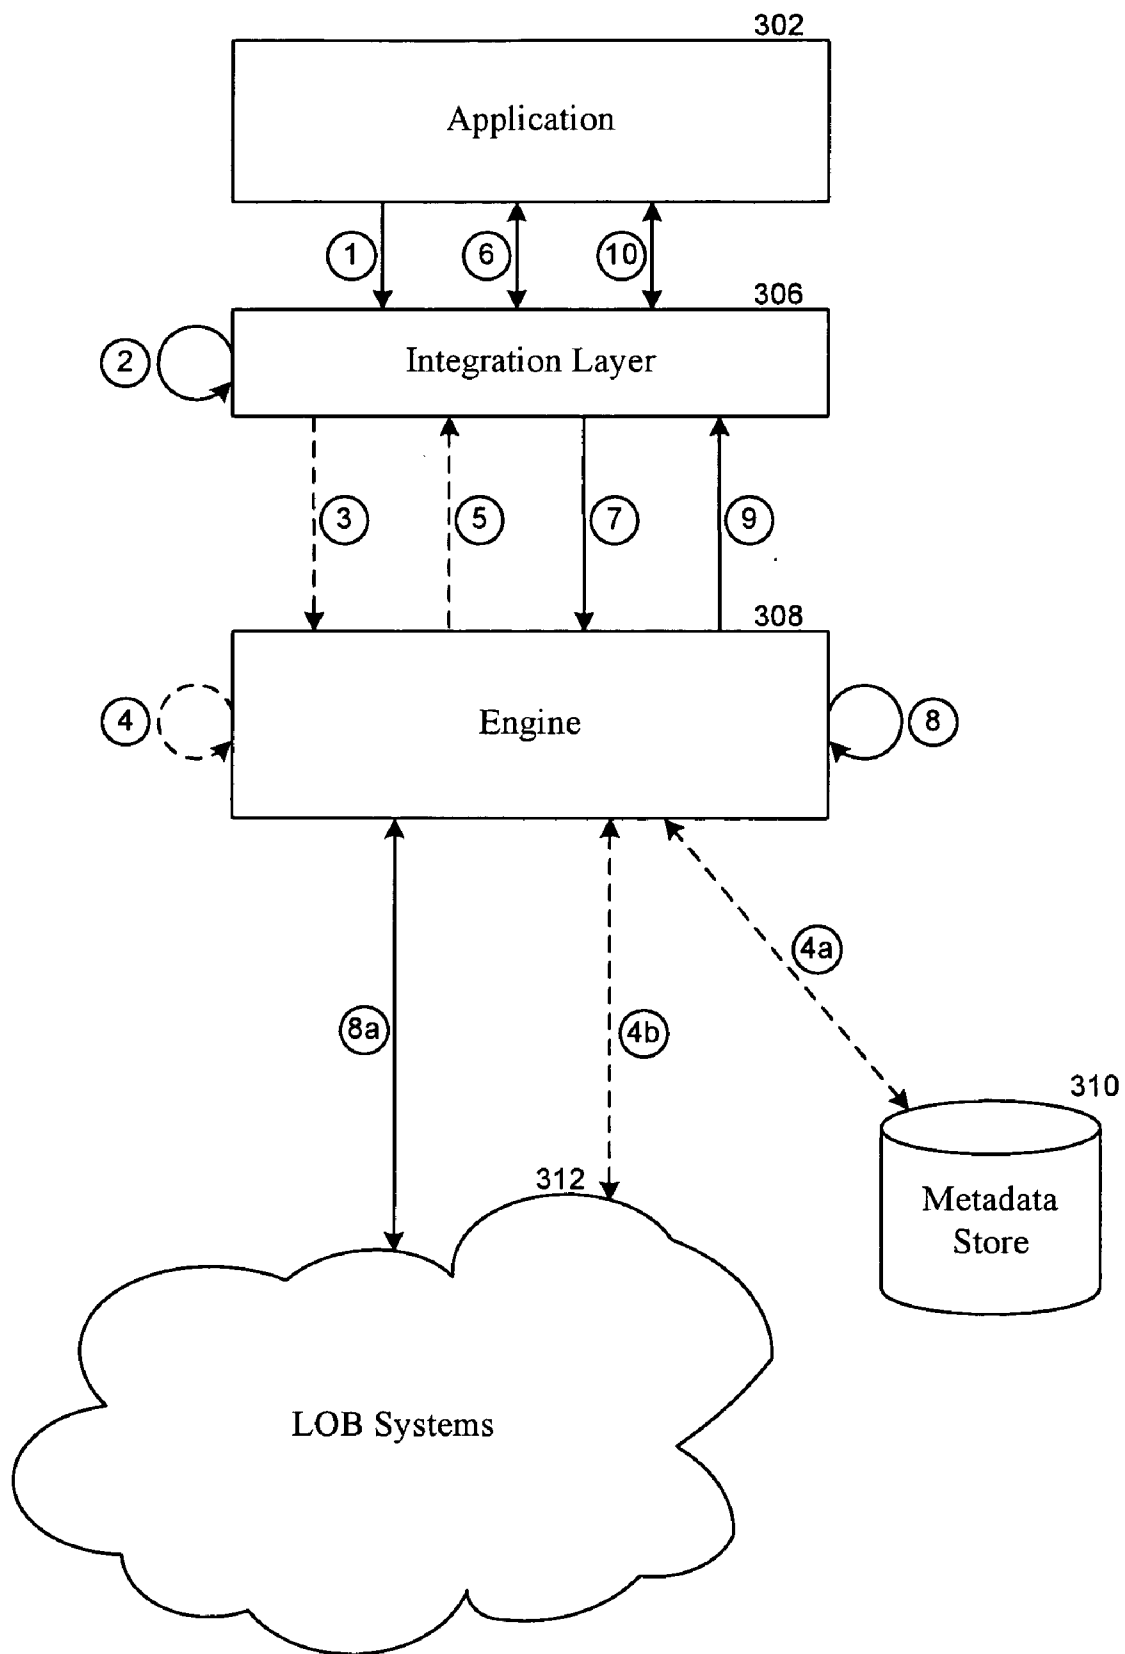 302
Application
1
6
10
306
2
Integration Layer
3
5
7
9
308
4
Engine
8
4a
8a
4b
310
312
Metadata
Store
LOB Systems